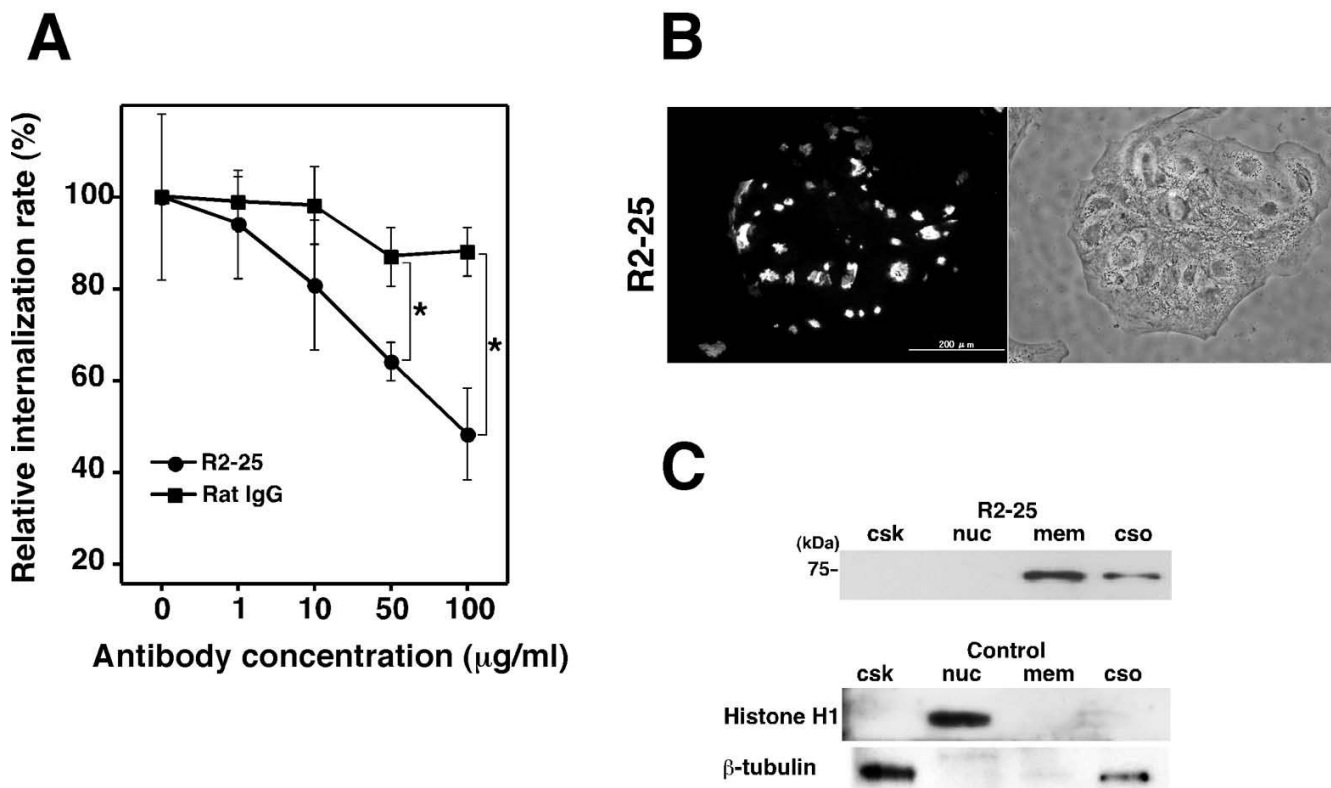 A
Relative internalization rate (%)
100
80
60
40
20
*
*
R2-25
Rat IgG
0 1 10 50 100
Antibody concentration (μg/ml)
B
R2-25
200 μm
C
R2-25
csk nuc mem cso
(kDa)
75-
Control
csk nuc mem cso
Histone H1
β-tubulin